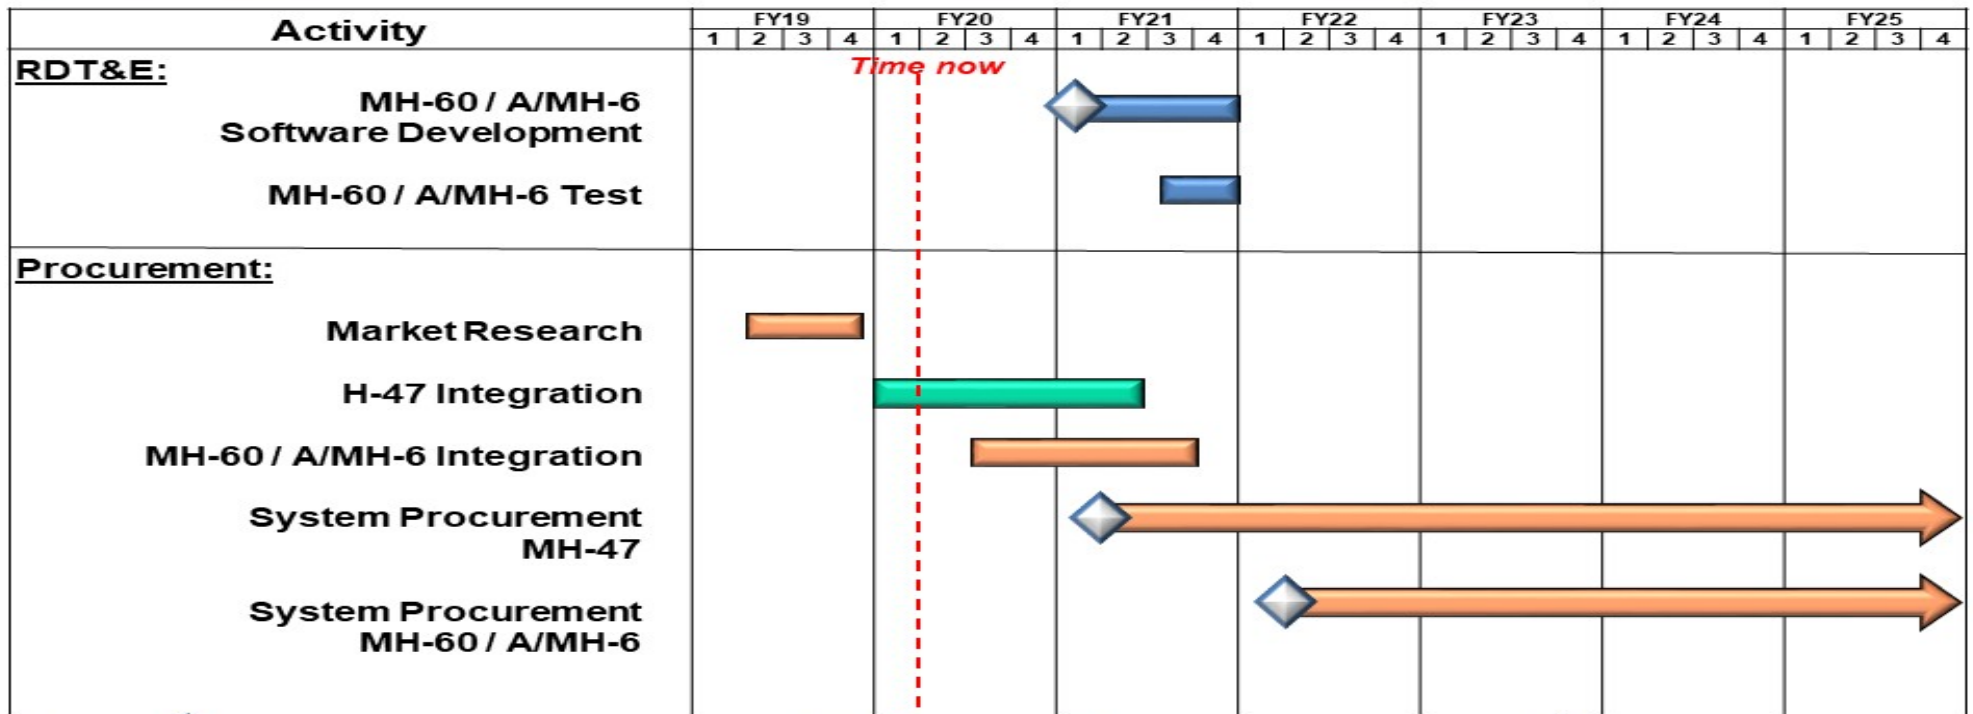 Activity
FY19 FY20 FY21 FY22 FY23 FY24 FY25
1 2 3 4 1 2 3 4 1 2 3 4 1 2 3 4 1 2 3 4 1 2 3 4 1 2 3 4
RDT&E:
Time now
MH-60 / A/MH-6
Software Development
MH-60 / A/MH-6 Test
Procurement:
Market Research
H-47 Integration
MH-60 / A/MH-6 Integration
System Procurement
MH-47
System Procurement
MH-60 / A/MH-6